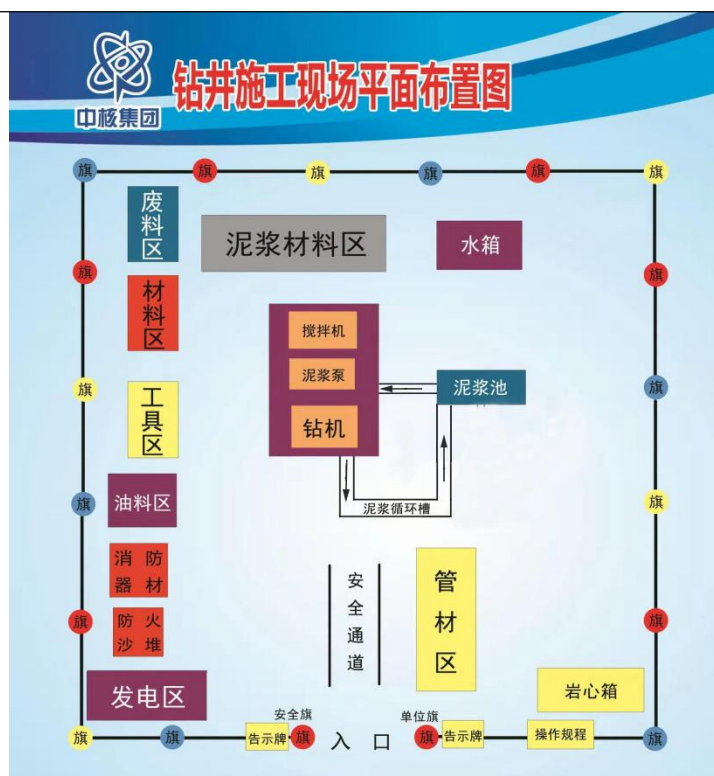 中核集团
钻井施工现场平面布置图
旗 旗 旗 旗 旗 旗
废料区
泥浆材料区
水箱
旗
旗
材料区
搅拌机
泥浆泵
钻机
泥浆池
旗
旗
工具区
旗
油料区
旗
泥浆循环槽
消防
器材
安全通道
管材区
旗
防火
沙堆
旗
发电区
岩心箱
安全旗
单位旗
旗
旗
告示牌
旗
入口
旗
告示牌
操作规程
旗